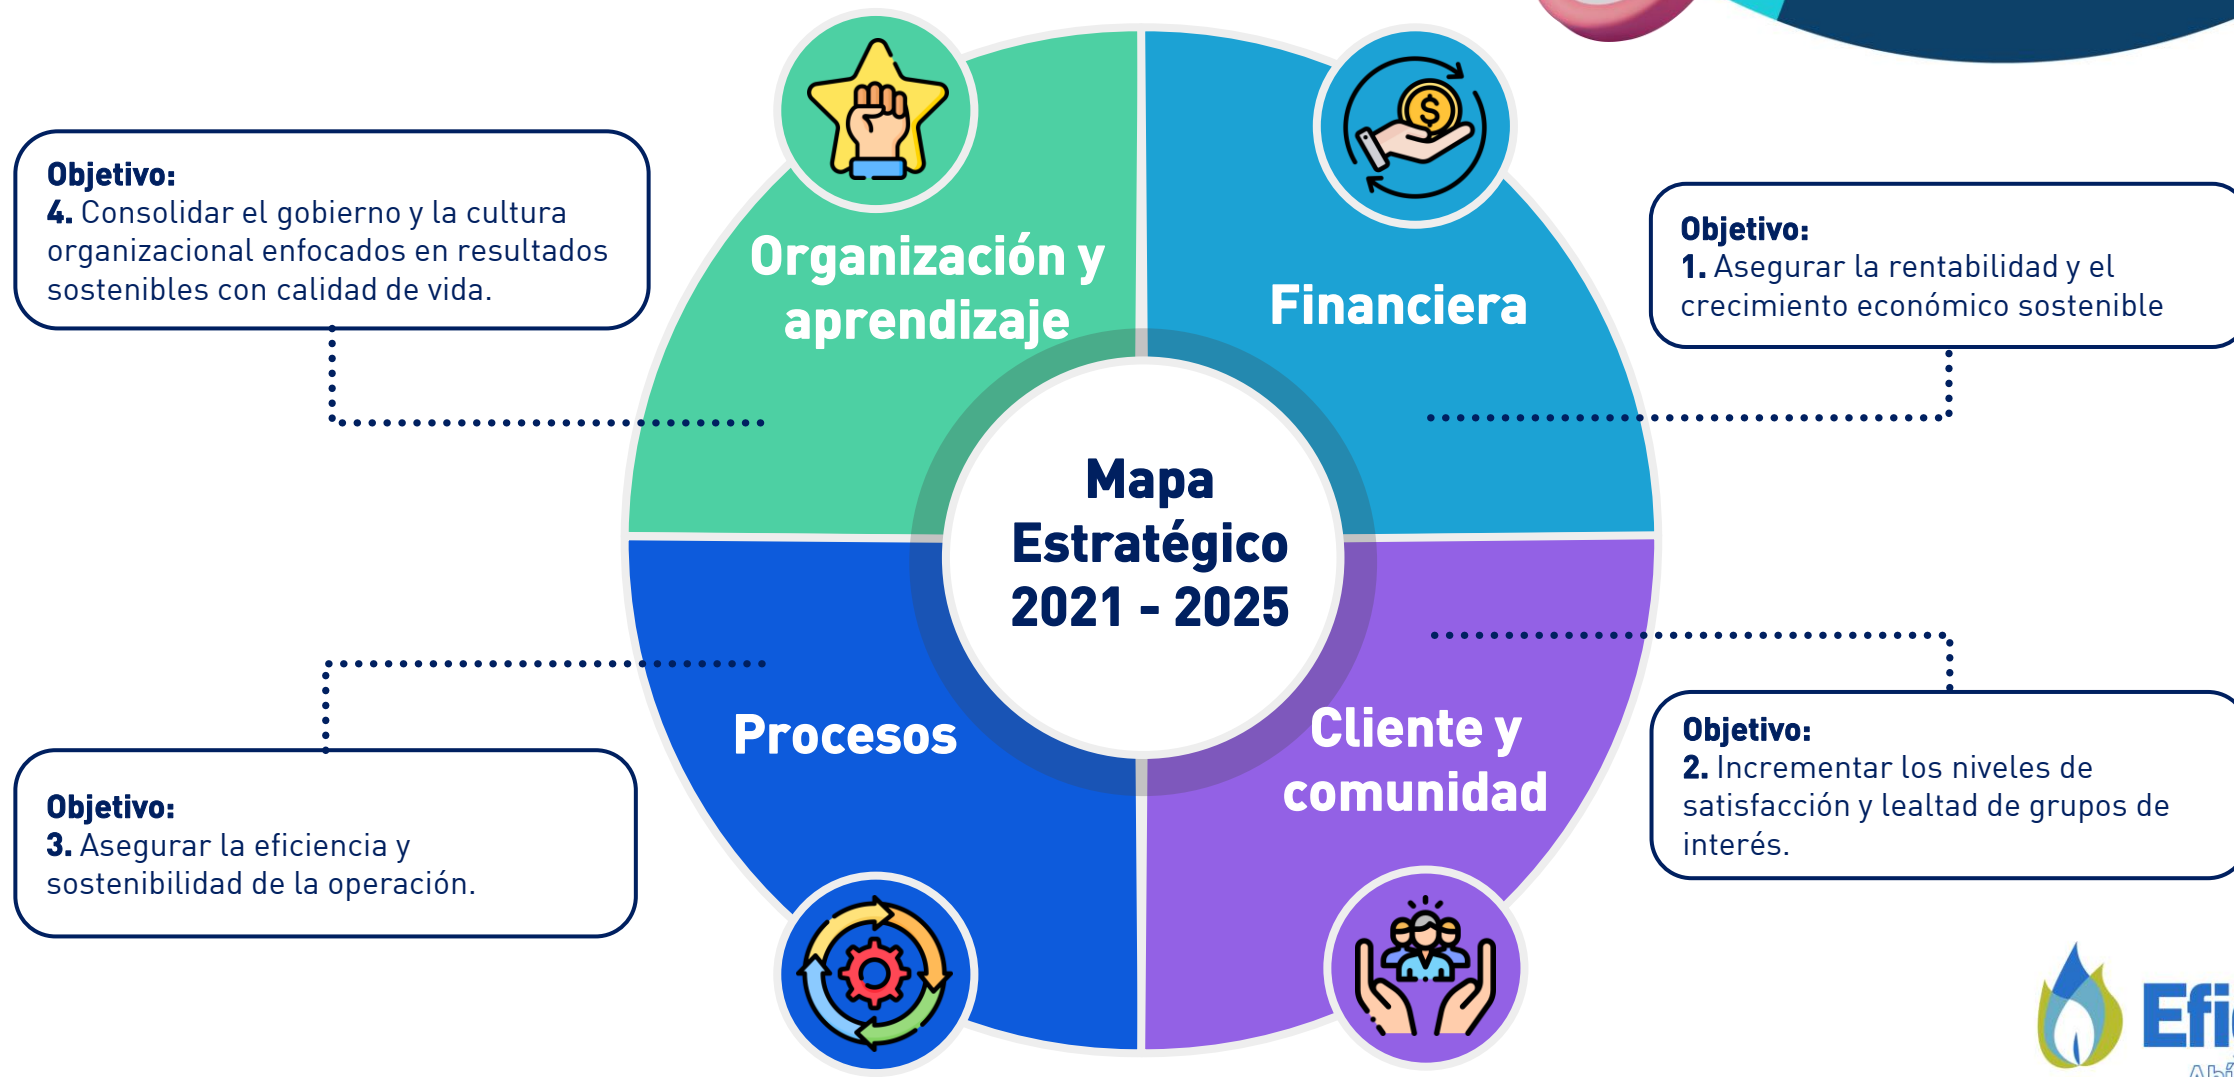 Objetivo:
4. Consolidar el gobierno y la cultura
organizacional enfocados en resultados
sostenibles con calidad de vida.
Organización y
aprendizaje
Financiera
Objetivo:
1. Asegurar la rentabilidad y el
crecimiento económico sostenible
Mapa
Estratégico
2021 - 2025
Procesos
Cliente y
comunidad
Objetivo:
3. Asegurar la eficiencia y
sostenibilidad de la operación.
Objetivo:
2. Incrementar los niveles de
satisfacción y lealtad de grupos de
interés.